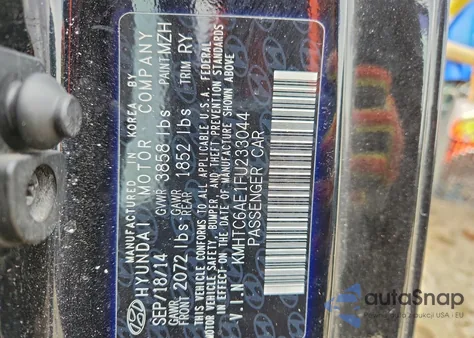 MANUFACTURED IN KOREA BY
HYUNDAI MOTOR COMPANY
SEP/18/14 GVWR 3858 lbs PAINT MZH
GAWR FRONT 2072 lbs GAWR REAR 1852 lbs TRIM RY
THIS VEHICLE CONFORMS TO ALL APPLICABLE U.S.A. FEDERAL
MOTOR VEHICLE SAFETY, BUMPER, AND THEFT PREVENTION STANDARDS
IN EFFECT ON THE DATE OF MANUFACTURE SHOWN ABOVE
V.I.N KMHTC6AE1FU233044
PASSENGER CAR
autoSnap